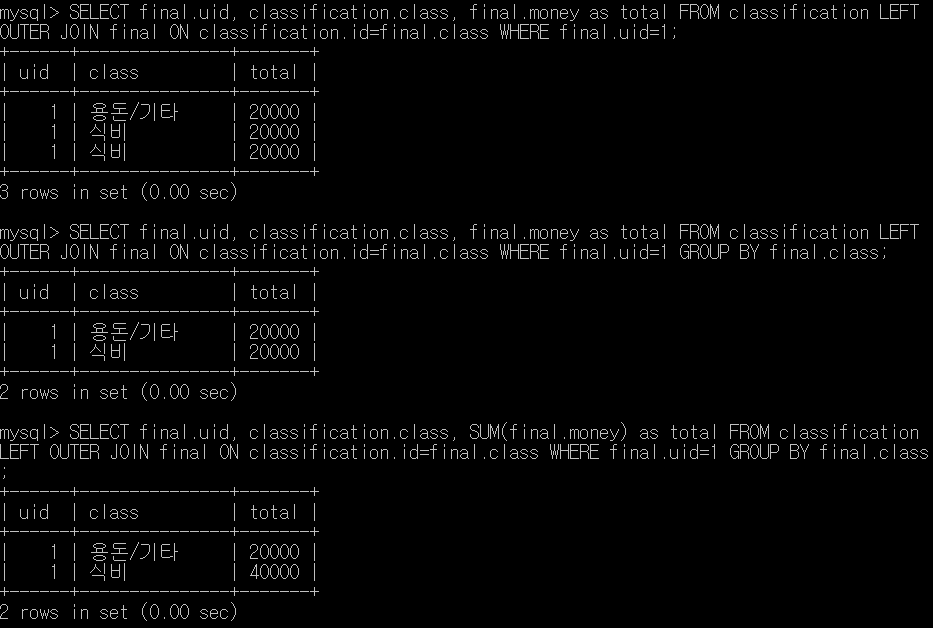 mysql> SELECT final.uid, classification.class, final.money as total FROM classification LEFT
OUTER JOIN final ON classification.id=final.class WHERE final.uid=1;
+------+----------------+-------+
| uid  | class          | total |
+------+----------------+-------+
|    1 | 용돈/기타      | 20000 |
|    1 | 식비           | 20000 |
|    1 | 식비           | 20000 |
+------+----------------+-------+
3 rows in set (0.00 sec)
mysql> SELECT final.uid, classification.class, final.money as total FROM classification LEFT
OUTER JOIN final ON classification.id=final.class WHERE final.uid=1 GROUP BY final.class;
+------+----------------+-------+
| uid  | class          | total |
+------+----------------+-------+
|    1 | 용돈/기타      | 20000 |
|    1 | 식비           | 20000 |
+------+----------------+-------+
2 rows in set (0.00 sec)
mysql> SELECT final.uid, classification.class, SUM(final.money) as total FROM classification
LEFT OUTER JOIN final ON classification.id=final.class WHERE final.uid=1 GROUP BY final.class
;
+------+----------------+-------+
| uid  | class          | total |
+------+----------------+-------+
|    1 | 용돈/기타      | 20000 |
|    1 | 식비           | 40000 |
+------+----------------+-------+
2 rows in set (0.00 sec)